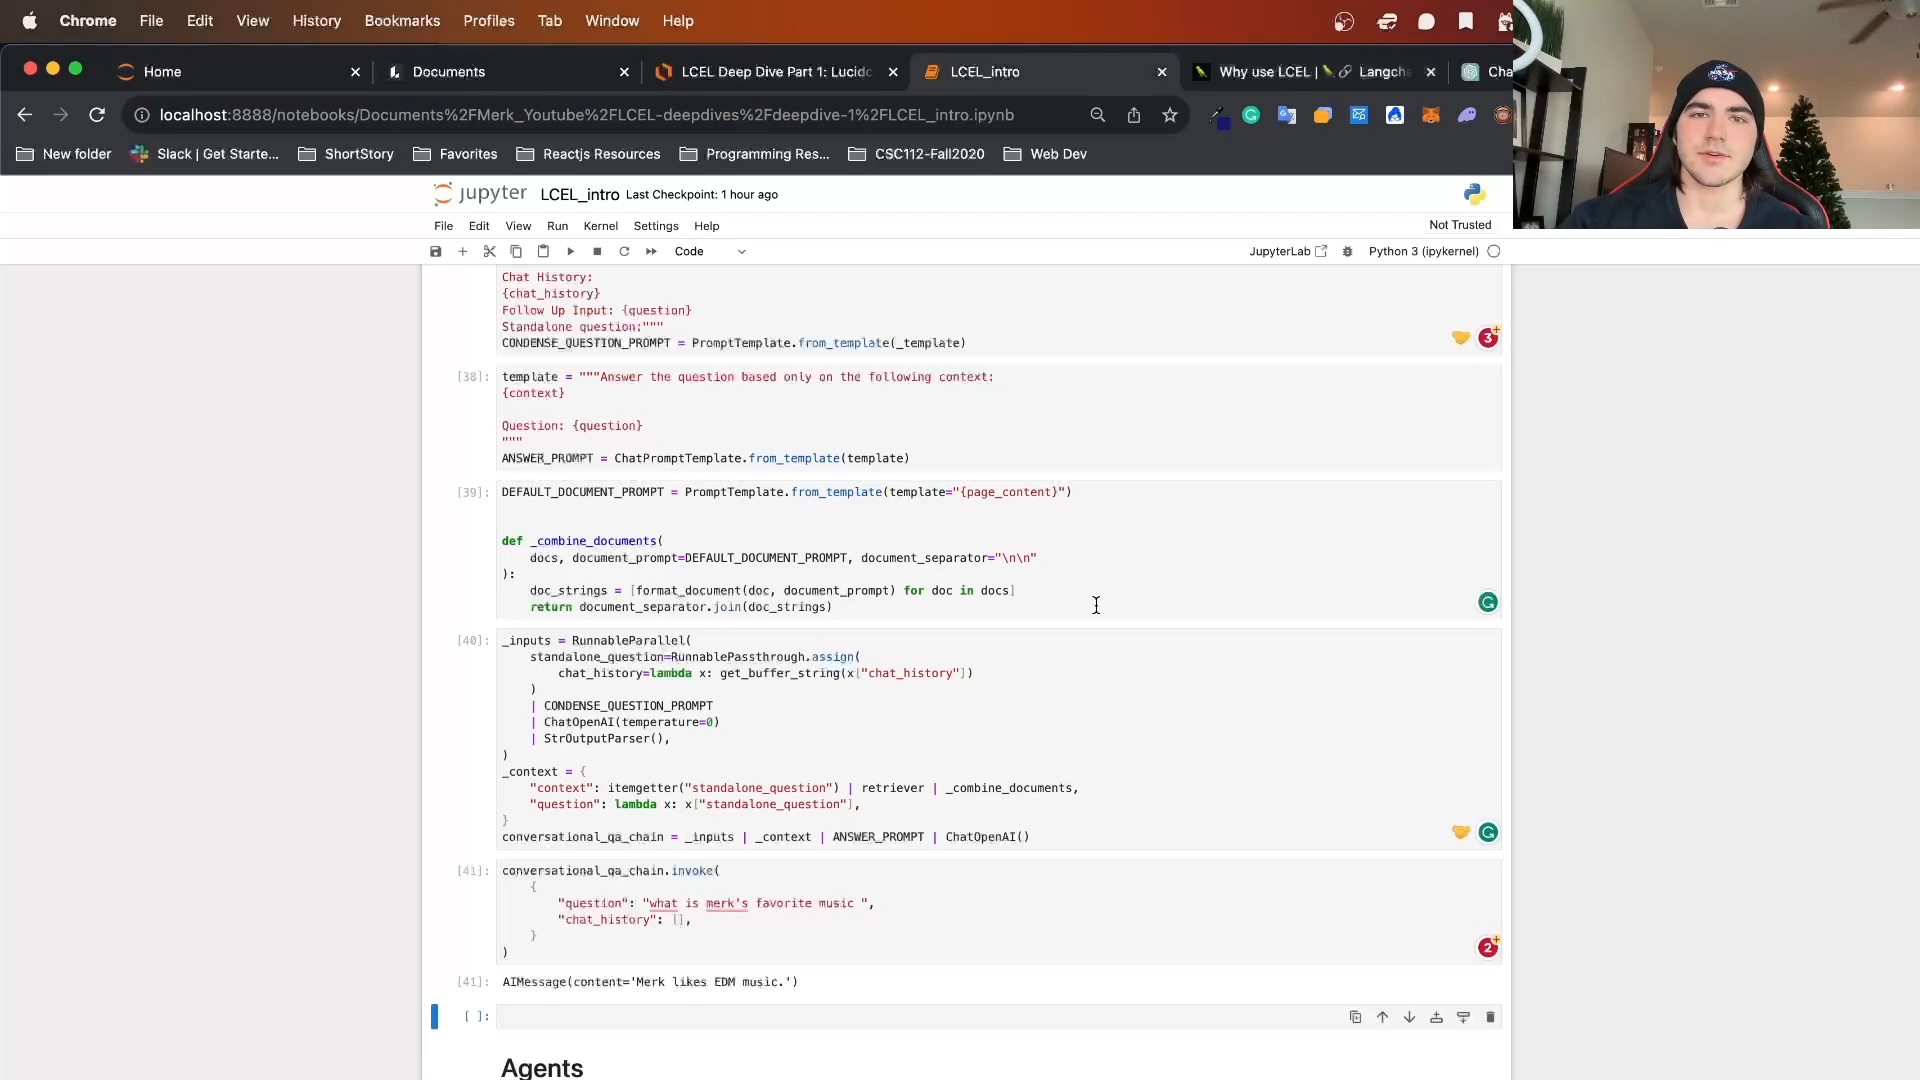 Chrome File Edit View History Bookmarks Profiles Tab Window Help
Home
Documents
LCEL Deep Dive Part 1: Lucidc
LCEL_intro
Why use LCEL | Langcha
Cha
localhost:8888/notebooks/Documents%2FMerk_Youtube%2FLCEL-deepdives%2Fdeepdive-1%2FLCEL_intro.ipynb
New folder Slack | Get Starte... ShortStory Favorites Reactjs Resources Programming Res... CSC112-Fall2020 Web Dev
NASA
jupyter LCEL_intro Last Checkpoint: 1 hour ago
File Edit View Run Kernel Settings Help Not Trusted
Code JupyterLab Python 3 (ipykernel)
Chat History:
{chat_history}
Follow Up Input: {question}
Standalone question:"""
CONDENSE_QUESTION_PROMPT = PromptTemplate.from_template(_template)
3+
[38]: template = """Answer the question based only on the following context:
{context}
Question: {question}
"""
ANSWER_PROMPT = ChatPromptTemplate.from_template(template)
[39]: DEFAULT_DOCUMENT_PROMPT = PromptTemplate.from_template(template="{page_content}")
def _combine_documents(
docs, document_prompt=DEFAULT_DOCUMENT_PROMPT, document_separator="\n\n"
):
doc_strings = [format_document(doc, document_prompt) for doc in docs]
return document_separator.join(doc_strings)
[40]: _inputs = RunnableParallel(
standalone_question=RunnablePassthrough.assign(
chat_history=lambda x: get_buffer_string(x["chat_history"])
)
| CONDENSE_QUESTION_PROMPT
| ChatOpenAI(temperature=0)
| StrOutputParser(),
)
_context = {
"context": itemgetter("standalone_question") | retriever | _combine_documents,
"question": lambda x: x["standalone_question"],
}
conversational_qa_chain = _inputs | _context | ANSWER_PROMPT | ChatOpenAI()
[41]: conversational_qa_chain.invoke(
{
"question": "what is merk's favorite music ",
"chat_history": [],
}
)
2+
[41]: AIMessage(content='Merk likes EDM music.')
[ ]:
Agents